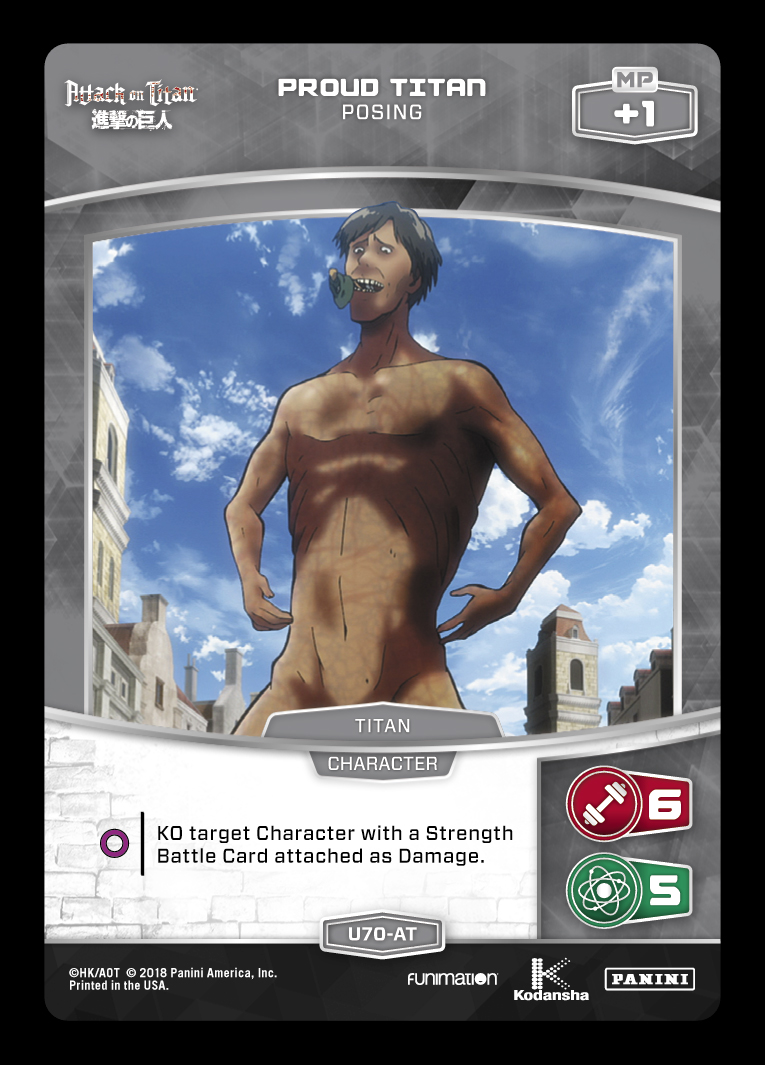 Attack on Titan
進撃の巨人
PROUD TITAN
POSING
MP
+1
TITAN
CHARACTER
KO target Character with a Strength
Battle Card attached as Damage.
6
5
U70-AT
©HK/AOT © 2018 Panini America, Inc.
Printed in the USA.
FUNIMATION
Kodansha
PANINI